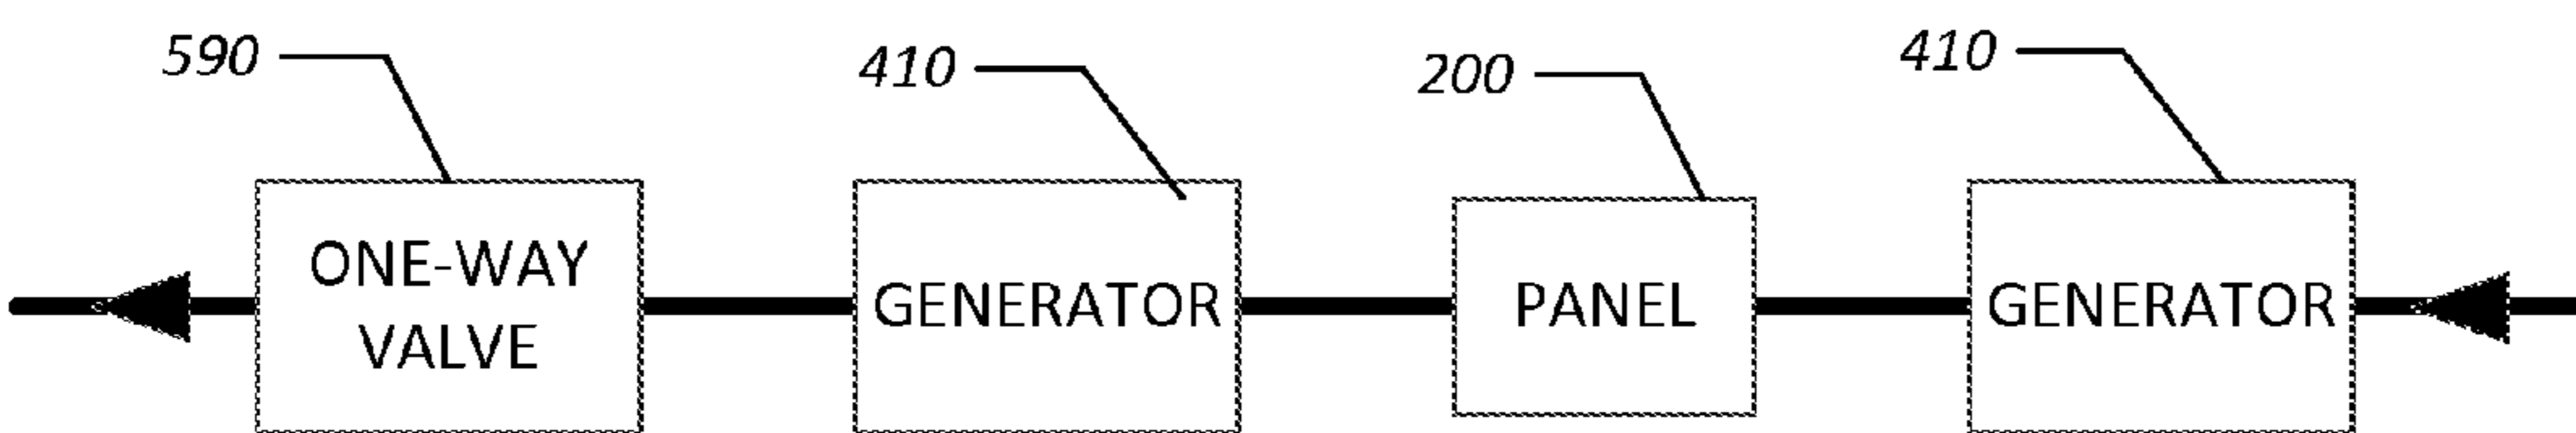 590
410
200
410
ONE-WAY
VALVE
GENERATOR
PANEL
GENERATOR